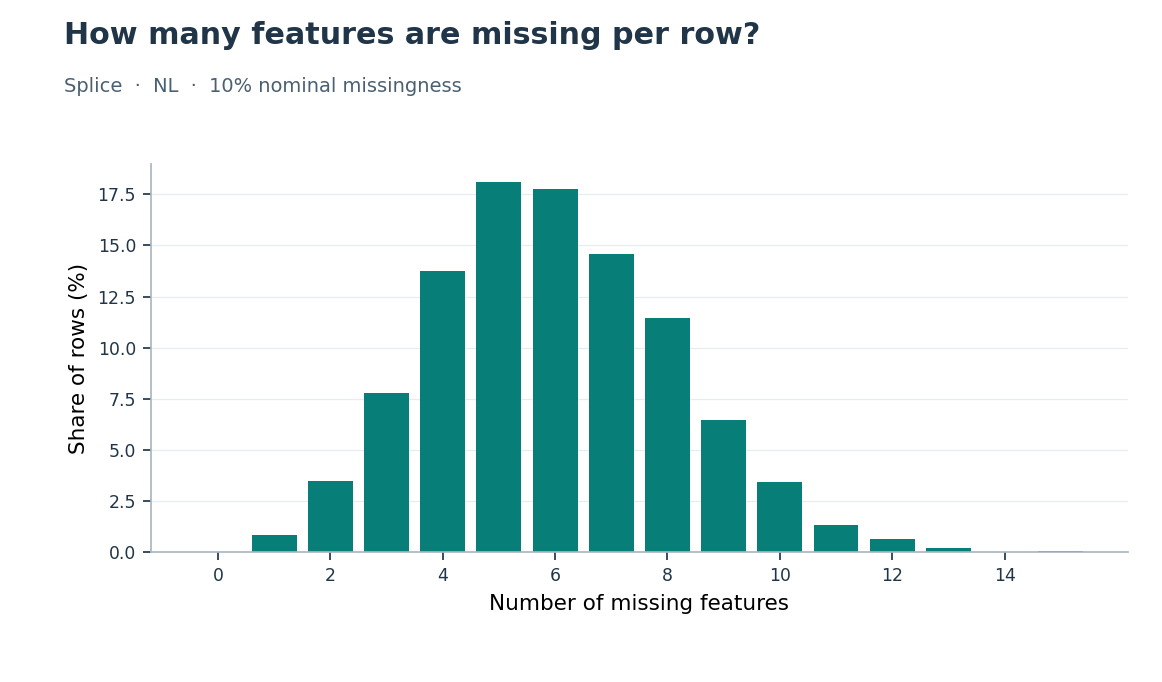 How many features are missing per row?
Splice · NL · 10% nominal missingness
17.5
15.0
12.5
10.0
7.5
5.0
2.5
0.0
Share of rows (%)
0 2 4 6 8 10 12 14
Number of missing features